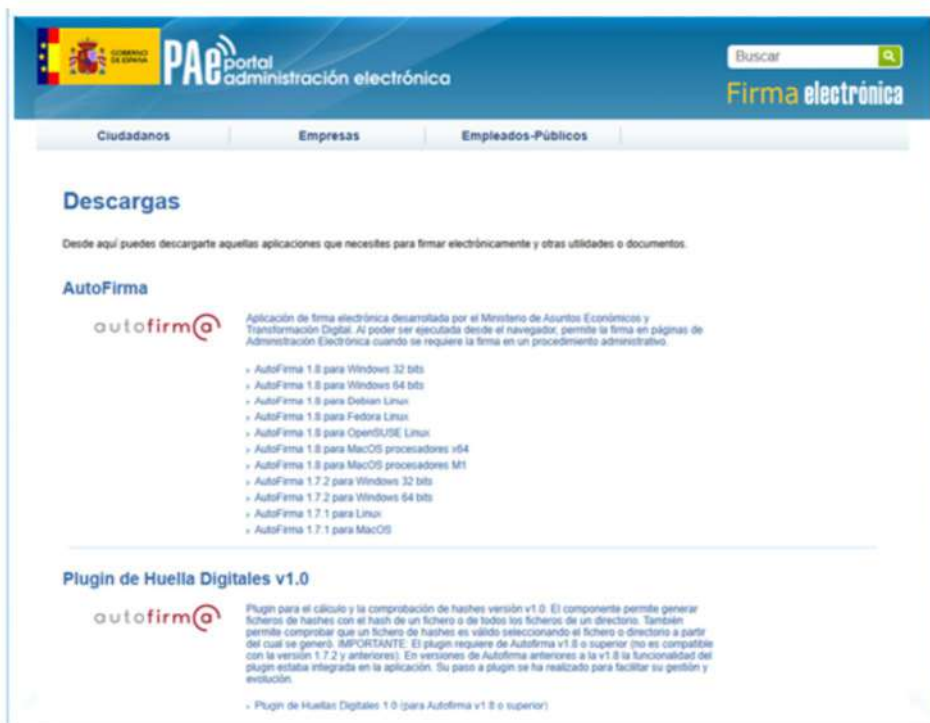 GOBIERNO
DE ESPAÑA
PAe portal
administración electrónica
Buscar
Firma electrónica
Ciudadanos
Empresas
Empleados-Públicos
Descargas
Desde aquí puedes descargarte aquellas aplicaciones que necesites para firmar electrónicamente y otras utilidades o documentos.
AutoFirma
autofirm@
Aplicación de firma electrónica desarrollada por el Ministerio de Asuntos Económicos y
Transformación Digital. Al poder ser ejecutada desde el navegador, permite la firma en páginas de
Administración Electrónica cuando se requiere la firma en un procedimiento administrativo.
AutoFirma 1.8 para Windows 32 bits
AutoFirma 1.8 para Windows 64 bits
AutoFirma 1.8 para Debian Linux
AutoFirma 1.8 para Fedora Linux
AutoFirma 1.8 para OpenSUSE Linux
AutoFirma 1.8 para MacOS procesadores x64
AutoFirma 1.8 para MacOS procesadores M1
AutoFirma 1.7.2 para Windows 32 bits
AutoFirma 1.7.2 para Windows 64 bits
AutoFirma 1.7.1 para Linux
AutoFirma 1.7.1 para MacOS
Plugin de Huella Digitales v1.0
autofirm@
Plugin para el cálculo y la comprobación de hashes versión v1.0. El componente permite generar
ficheros de hashes con el hash de un fichero o de todos los ficheros de un directorio. También
permite comprobar que un fichero de hashes es válido seleccionando el fichero o directorio a partir
del cual se generó. IMPORTANTE: El plugin requiere de Autofirma v1.8 o superior (no es compatible
con la versión 1.7.2 y anteriores). En versiones de Autofirma anteriores a la v1.8 la funcionalidad del
plugin estaba integrada en la aplicación. Su paso a plugin se ha realizado para facilitar su gestión y
evolución.
Plugin de Huellas Digitales 1.0 (para Autofirma v1.8 o superior)